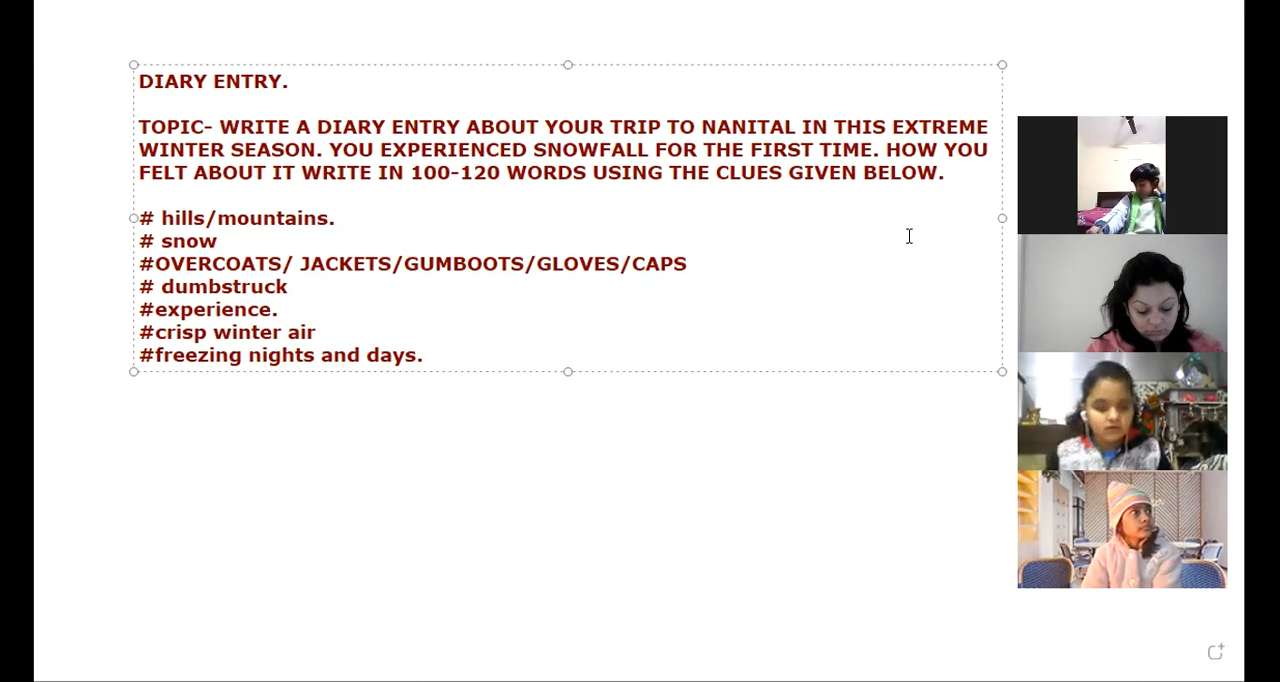 DIARY ENTRY.
TOPIC- WRITE A DIARY ENTRY ABOUT YOUR TRIP TO NANITAL IN THIS EXTREME
WINTER SEASON. YOU EXPERIENCED SNOWFALL FOR THE FIRST TIME. HOW YOU
FELT ABOUT IT WRITE IN 100-120 WORDS USING THE CLUES GIVEN BELOW.
# hills/mountains.
# snow
#OVERCOATS/ JACKETS/GUMBOOTS/GLOVES/CAPS
# dumbstruck
#experience.
#crisp winter air
#freezing nights and days.